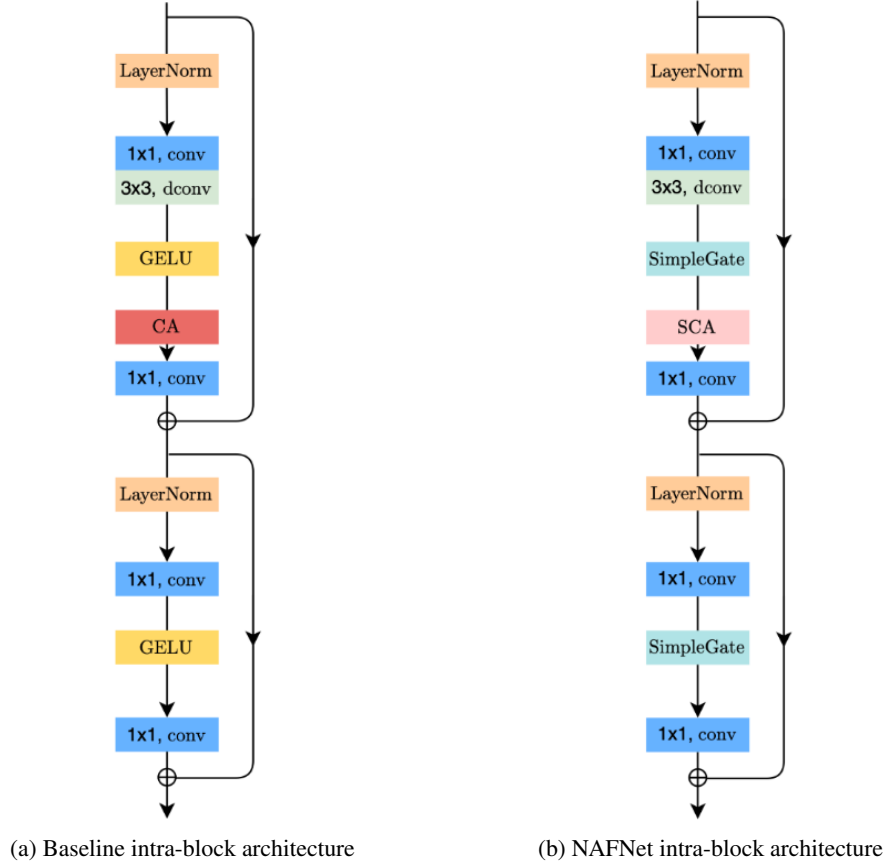 LayerNorm
1x1, conv
3x3, dconv
GELU
CA
1x1, conv
LayerNorm
1x1, conv
GELU
1x1, conv
(a) Baseline intra-block architecture
LayerNorm
1x1, conv
3x3, dconv
SimpleGate
SCA
1x1, conv
LayerNorm
1x1, conv
SimpleGate
1x1, conv
(b) NAFNet intra-block architecture